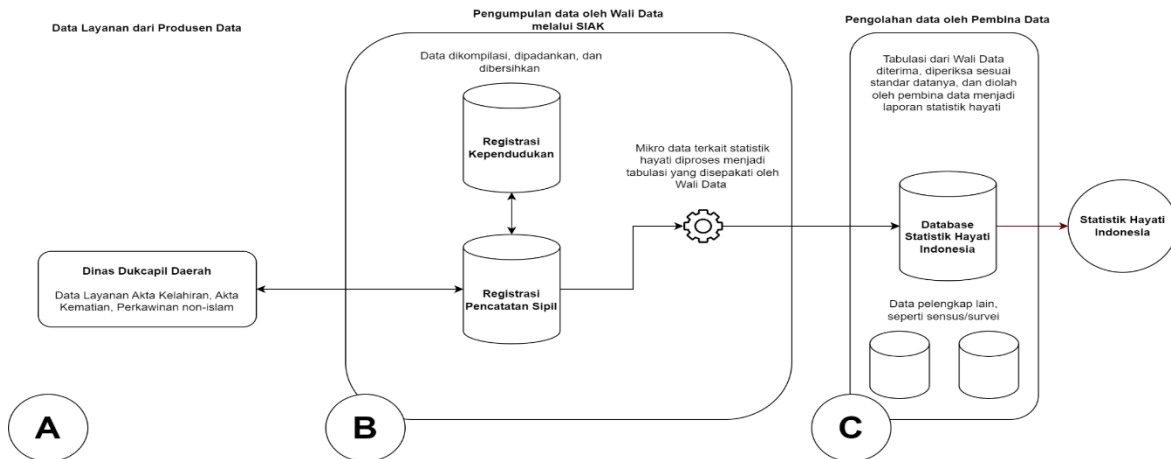 Data Layanan dari Produsen Data
Pengumpulan data oleh Wali Data
melalui SIAK
Pengolahan data oleh Pembina Data
Data dikompilasi, dipadankan, dan
dibersihkan
Registrasi
Kependudukan
Mikro data terkait statistik
hayati diproses menjadi
tabulasi yang disepakati oleh
Wali Data
Tabulasi dari Wali Data
diterima, diperiksa sesuai
standar datanya, dan diolah
oleh pembina data menjadi
laporan statistik hayati
Dinas Dukcapil Daerah
Data Layanan Akta Kelahiran, Akta
Kematian, Perkawinan non-islam
Registrasi
Pencatatan Sipil
Database
Statistik Hayati
Indonesia
Statistik Hayati
Indonesia
Data pelengkap lain,
seperti sensus/survei
A
B
C